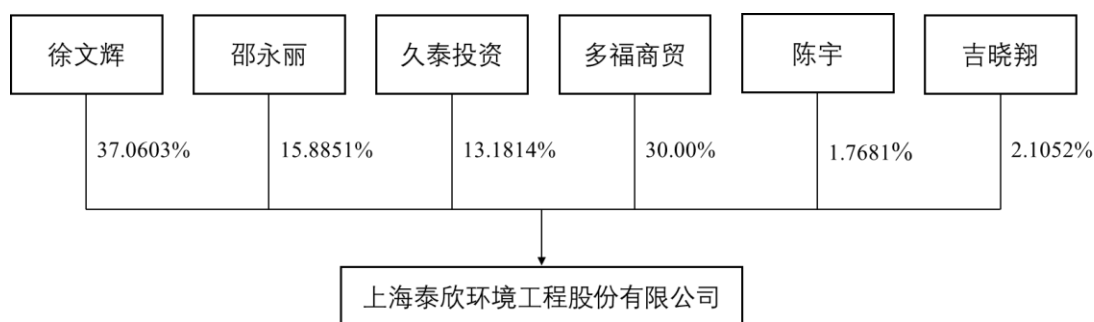 徐文辉
邵永丽
久泰投资
多福商贸
陈宇
吉晓翔
37.0603%
15.8851%
13.1814%
30.00%
1.7681%
2.1052%
上海泰欣环境工程股份有限公司